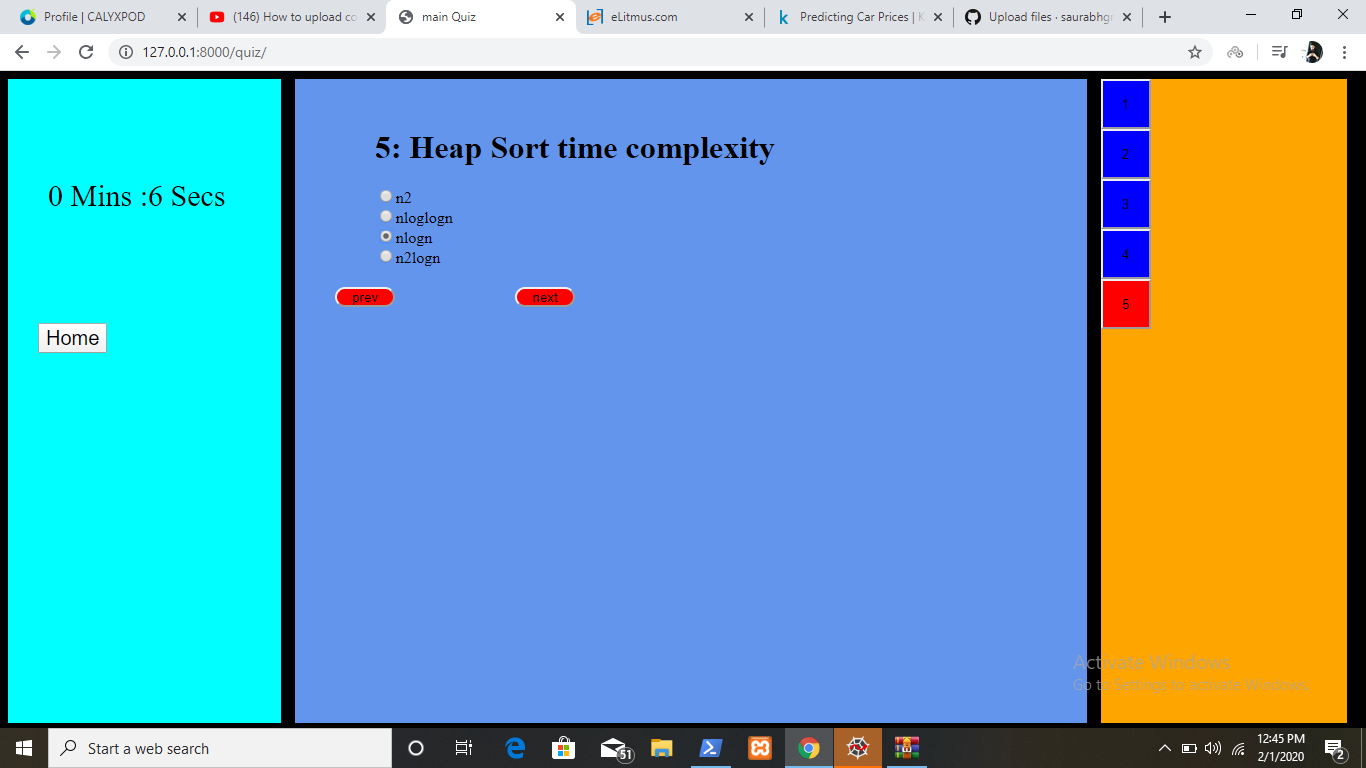 Profile | CALYXPOD
(146) How to upload co
main Quiz
eLitmus.com
Predicting Car Prices | K
Upload files · saurabhgr
127.0.0.1:8000/quiz/
0 Mins :6 Secs
Home
5: Heap Sort time complexity
n2
nloglogn
nlogn
n2logn
prev
next
1
2
3
4
5
Activate Windows
Go to Settings to activate Windows.
Start a web search
51
12:45 PM
2/1/2020
2